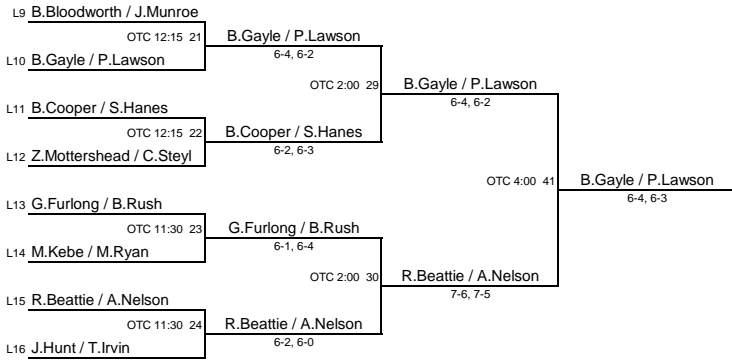 L9 B.Bloodworth / J.Munroe
OTC 12:15 21
B.Gayle / P.Lawson
6-4, 6-2
L10 B.Gayle / P.Lawson
OTC 2:00 29
B.Gayle / P.Lawson
6-4, 6-2
L11 B.Cooper / S.Hanes
OTC 12:15 22
B.Cooper / S.Hanes
6-2, 6-3
L12 Z.Mottershead / C.Steyl
OTC 4:00 41
B.Gayle / P.Lawson
6-4, 6-3
L13 G.Furlong / B.Rush
OTC 11:30 23
G.Furlong / B.Rush
6-1, 6-4
L14 M.Kebe / M.Ryan
OTC 2:00 30
R.Beattie / A.Nelson
7-6, 7-5
L15 R.Beattie / A.Nelson
OTC 11:30 24
R.Beattie / A.Nelson
6-2, 6-0
L16 J.Hunt / T.Irvin